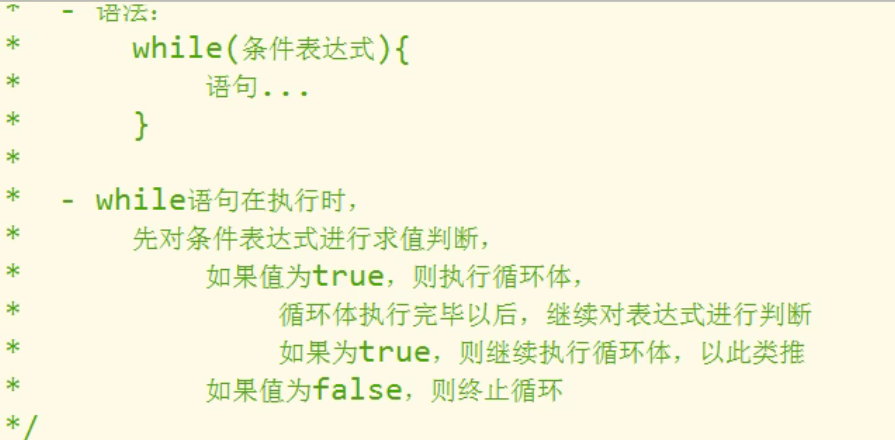 *   - 语法:
*       while(条件表达式){
*           语句...
*       }
*
*   - while语句在执行时，
*       先对条件表达式进行求值判断，
*           如果值为true，则执行循环体，
*               循环体执行完毕以后，继续对表达式进行判断
*               如果为true，则继续执行循环体，以此类推
*           如果值为false，则终止循环
*/